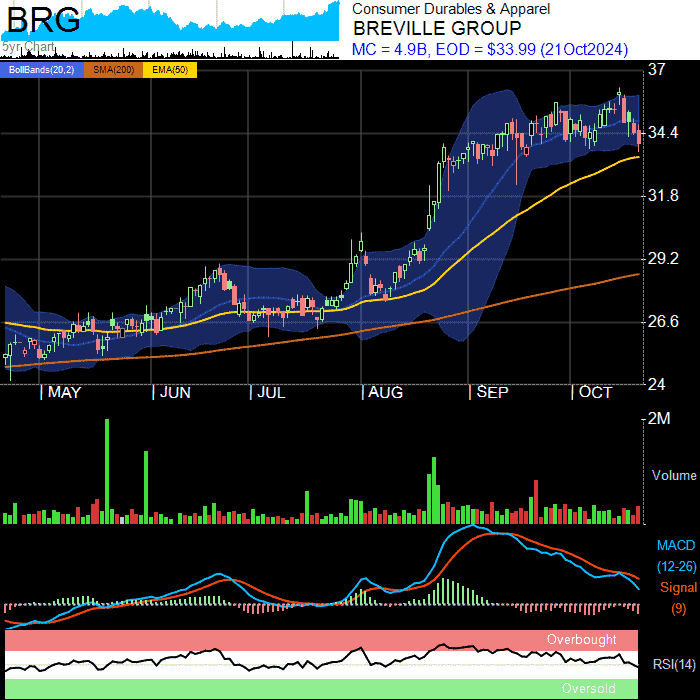 BRG
5yr Chart
Consumer Durables & Apparel
BREVILLE GROUP
MC = 4.9B, EOD = $33.99 (21Oct2024)
BollBands(20,2) SMA(200) EMA(50)
37
34.4
31.8
29.2
26.6
24
MAY JUN JUL AUG SEP OCT
2M
Volume
MACD
(12-26)
Signal
(9)
Overbought
RSI(14)
Oversold